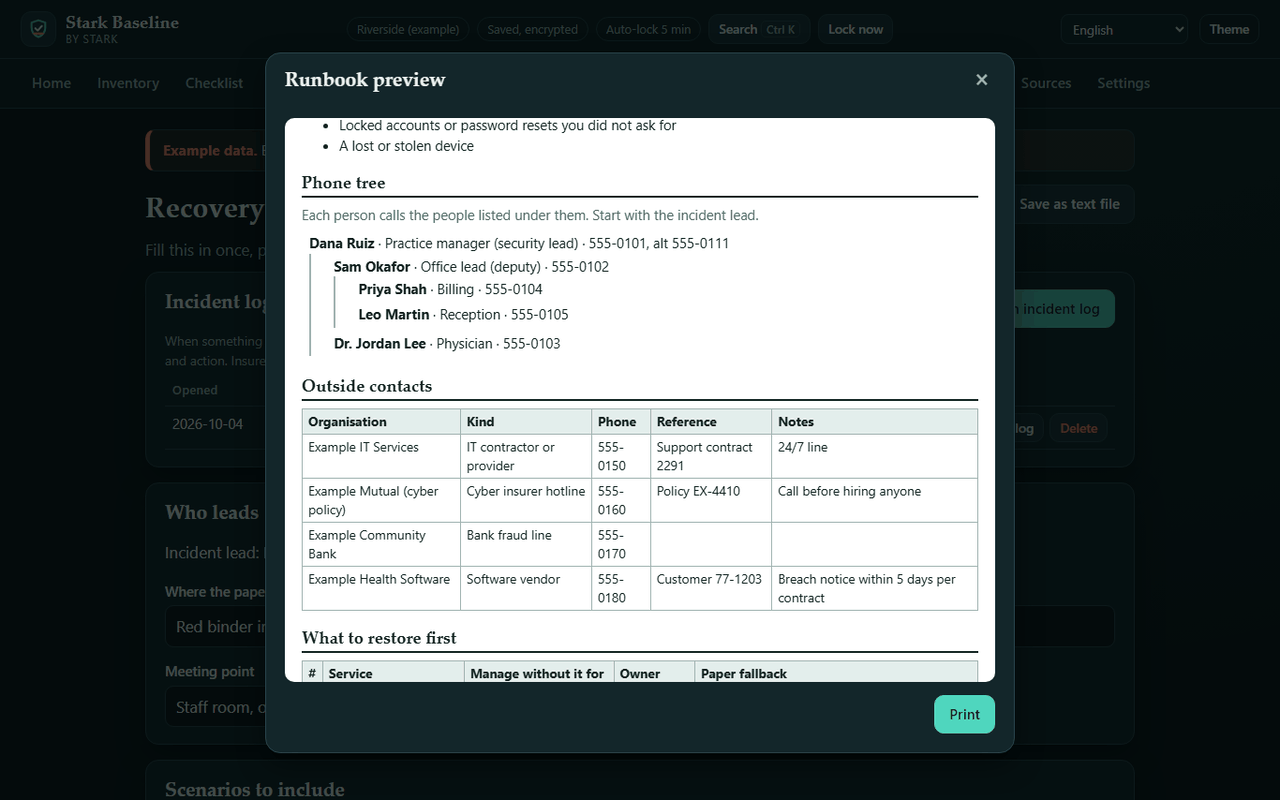 Stark Baseline
BY STARK
Riverside (example)
Saved, encrypted
Auto-lock 5 min
Search Ctrl K
Lock now
English
Theme
Home
Inventory
Checklist
Sources
Settings
Example data.
Recovery
Save as text file
Fill this in once, p
Incident log
incident log
When something
and action. Insure
Opened
2026-10-04
log
Delete
Who leads
Incident lead:
Where the pape
Red binder in
Meeting point
Staff room, o
Scenarios to include
Runbook preview
×
• Locked accounts or password resets you did not ask for
• A lost or stolen device
Phone tree
Each person calls the people listed under them. Start with the incident lead.
Dana Ruiz · Practice manager (security lead) · 555-0101, alt 555-0111
Sam Okafor · Office lead (deputy) · 555-0102
Priya Shah · Billing · 555-0104
Leo Martin · Reception · 555-0105
Dr. Jordan Lee · Physician · 555-0103
Outside contacts
Organisation Kind Phone Reference Notes
Example IT Services IT contractor or provider 555-0150 Support contract 2291 24/7 line
Example Mutual (cyber policy) Cyber insurer hotline 555-0160 Policy EX-4410 Call before hiring anyone
Example Community Bank Bank fraud line 555-0170
Example Health Software Software vendor 555-0180 Customer 77-1203 Breach notice within 5 days per contract
What to restore first
# Service Manage without it for Owner Paper fallback
Print